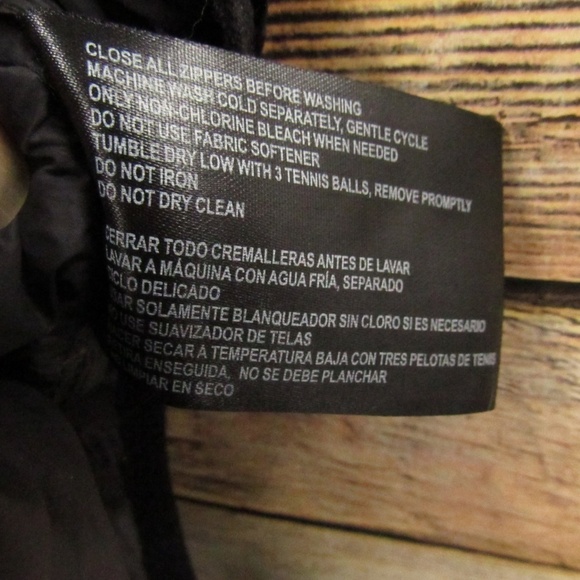 CLOSE ALL ZIPPERS BEFORE WASHING
MACHINE WASH COLD SEPARATELY, GENTLE CYCLE
ONLY NON-CHLORINE BLEACH WHEN NEEDED
DO NOT USE FABRIC SOFTENER
TUMBLE DRY LOW WITH 3 TENNIS BALLS, REMOVE PROMPTLY
DO NOT IRON
DO NOT DRY CLEAN
CERRAR TODO CREMALLERAS ANTES DE LAVAR
LAVAR A MÁQUINA CON AGUA FRÍA, SEPARADO
DELICADO
SOLAMENTE BLANQUEADOR SIN CLORO SI ES NECESARIO
USE SUAVIZADOR DE TELAS
SECAR A TEMPERATURA BAJA CON TRES PELOTAS DE TENIS
ENSEGUIDA, NO SE DEBE PLANCHAR
EN SECO